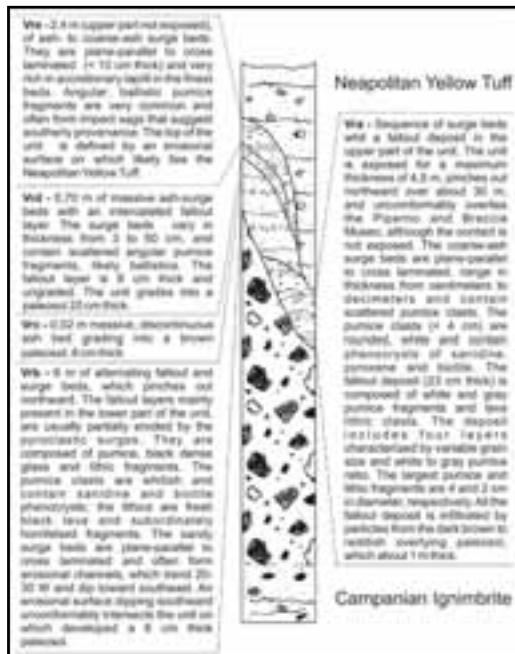 Vre - 2.4 m (upper part not exposed),
of ash- to coarse-ash surge beds.
They are plane-parallel to cross
laminated (< 10 cm thick) and very
rich in accretionary lapilli in the finest
beds. Angular ballistic pumice
fragments are very common and
often form impact sags that suggest
southerly provenance. The top of the
unit is defined by an erosional
surface on which likely lies the
Neapolitan Yellow Tuff.
Vrd - 0.70 m of massive ash-surge
beds with an intercalated fallout
layer. The surge beds vary in
thickness from 3 to 50 cm, and
contain scattered angular pumice
fragments, likely ballistics. The
fallout layer is 8 cm thick and
ungraded. The unit grades into a
paleosol 20 cm thick.
Vrc - 0.02 m massive, discontinuous
ash bed grading into a brown
paleosol, 8 cm thick.
Vrb - 6 m of alternating fallout and
surge beds, which pinches out
northward. The fallout layers mainly
present in the lower part of the unit,
are usually partially eroded by the
pyroclastic surges. They are
composed of pumice, black dense
glass and lithic fragments. The
pumice clasts are whitish and
contain sanidine and biotite
phenocrysts; the lithics are fresh
black lava and subordinately
hornfelsed fragments. The sandy
surge beds are plane-parallel to
cross laminated and often form
erosional channels, which trend 20-
30 W and dip toward southeast. An
erosional surface dipping southward
unconformably intersects the unit on
which developed a 6 cm thick
paleosol.
Neapolitan Yellow Tuff
Vra - Sequence of surge beds
whit a fallout deposit in the
upper part of the unit. The unit
is exposed for a maximum
thickness of 4.5 m, pinches out
northward over about 30 m,
and unconformably overlies
the Piperno and Breccia
Museo, although the contact is
not exposed. The coarse-ash
surge beds are plane-parallel
to cross laminated, range in
thickness from centimeters to
decimeters and contain
scattered pumice clasts. The
pumice clasts (< 4 cm) are
rounded, white and contain
phenocrysts of sanidine,
pyroxene and biotite. The
fallout deposit (23 cm thick) is
composed of white and gray
pumice fragments and lava
lithic clasts. The deposit
includes four layers
characterized by variable grain
size and white to gray pumice
ratio. The largest pumice and
lithic fragments are 4 and 2 cm
in diameter, respectively. All the
fallout deposit is infiltrated by
particles from the dark brown to
reddish overlying paleosol,
which about 1 m thick.
Campanian Ignimbrite